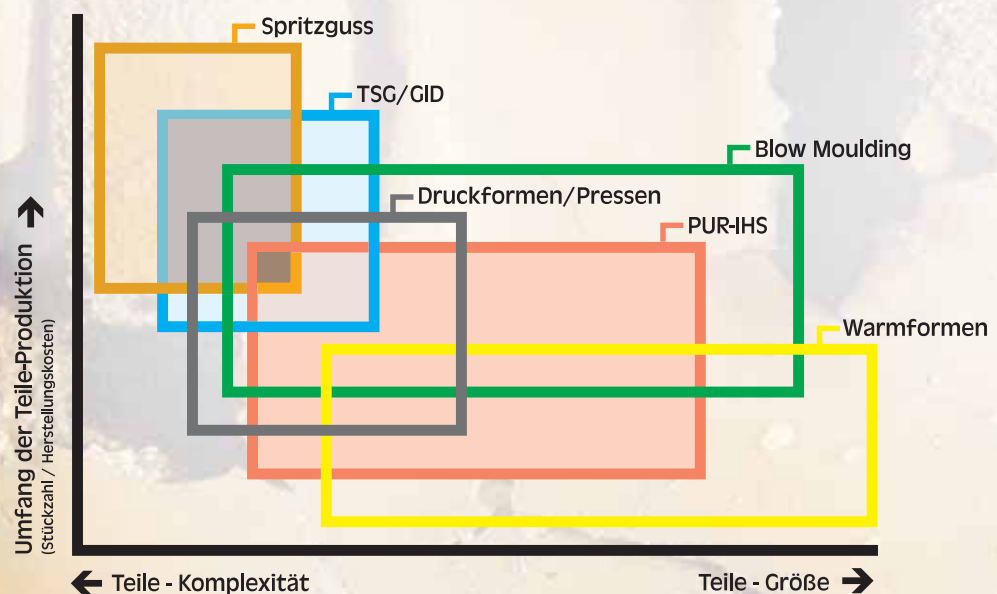 Spritzguss
TSG/GID
Blow Moulding
Druckformen/Pressen
PUR-IHS
Warmformen
Umfang der Teile-Produktion →
(Stückzahl / Herstellungskosten)
← Teile - Komplexität
Teile - Größe →